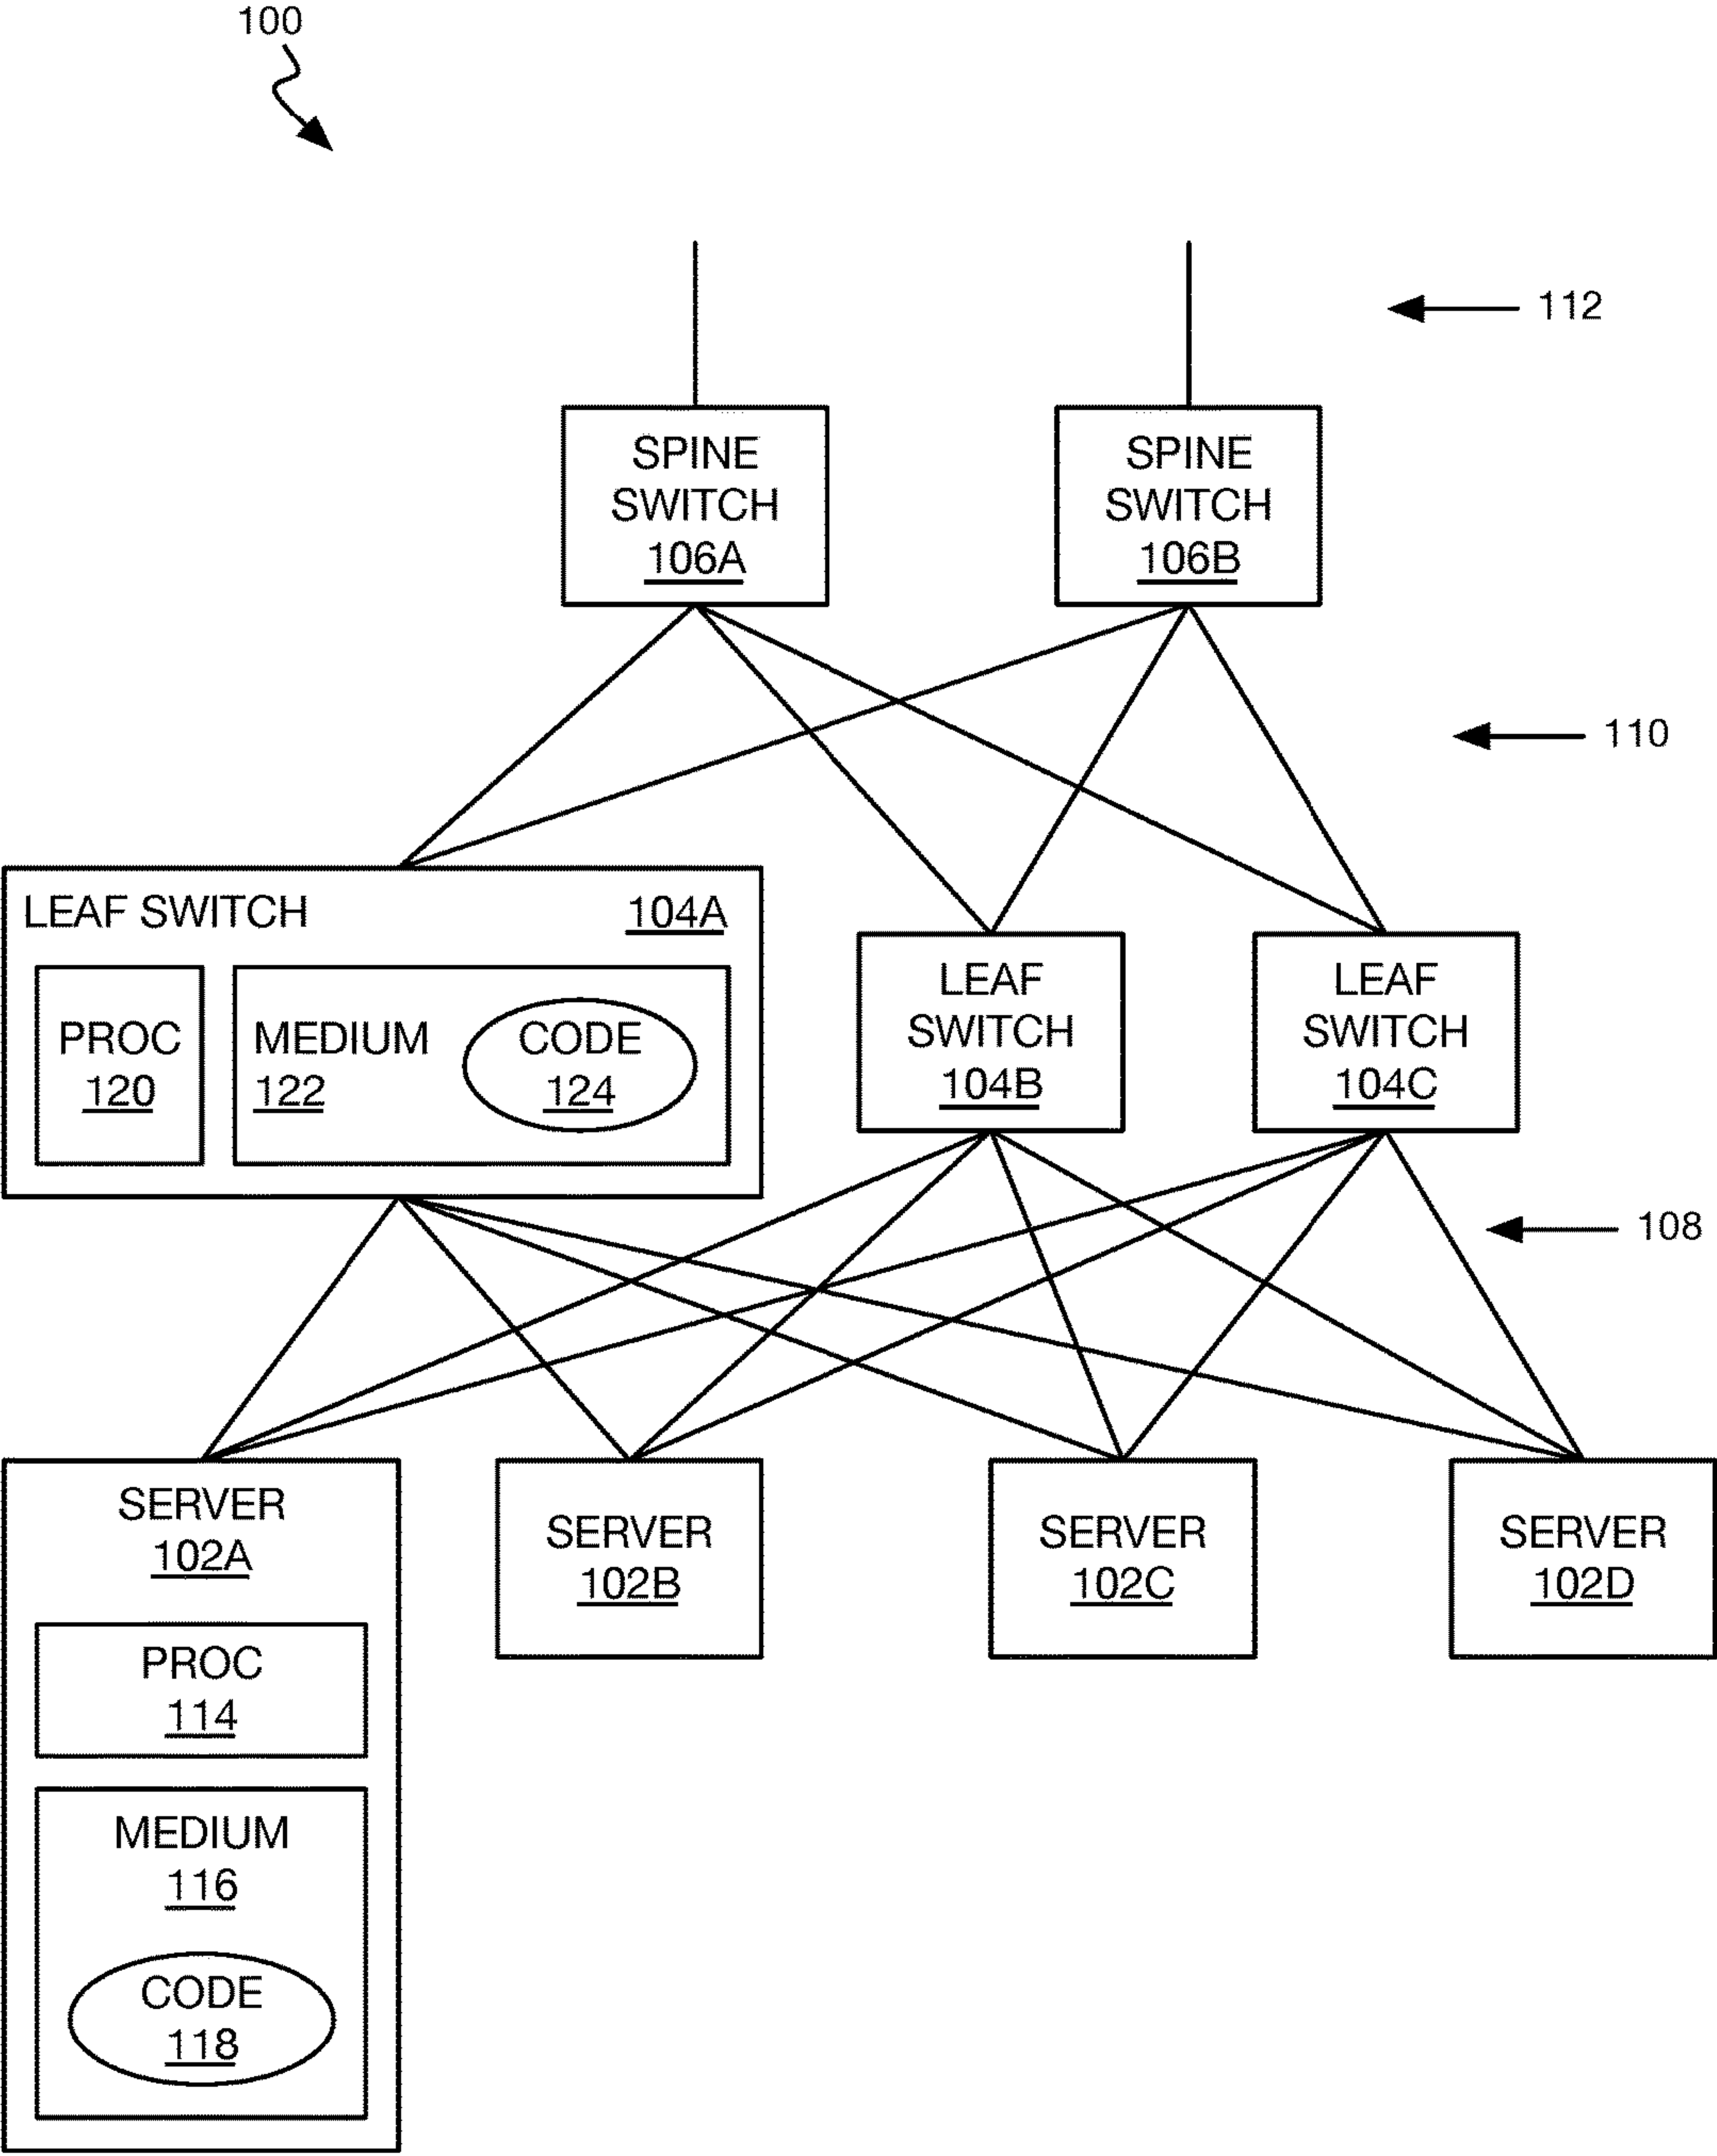 100
112
SPINE
SWITCH
106A
SPINE
SWITCH
106B
110
LEAF SWITCH
104A
PROC
120
MEDIUM
122
CODE
124
LEAF
SWITCH
104B
LEAF
SWITCH
104C
108
SERVER
102A
PROC
114
MEDIUM
116
CODE
118
SERVER
102B
SERVER
102C
SERVER
102D